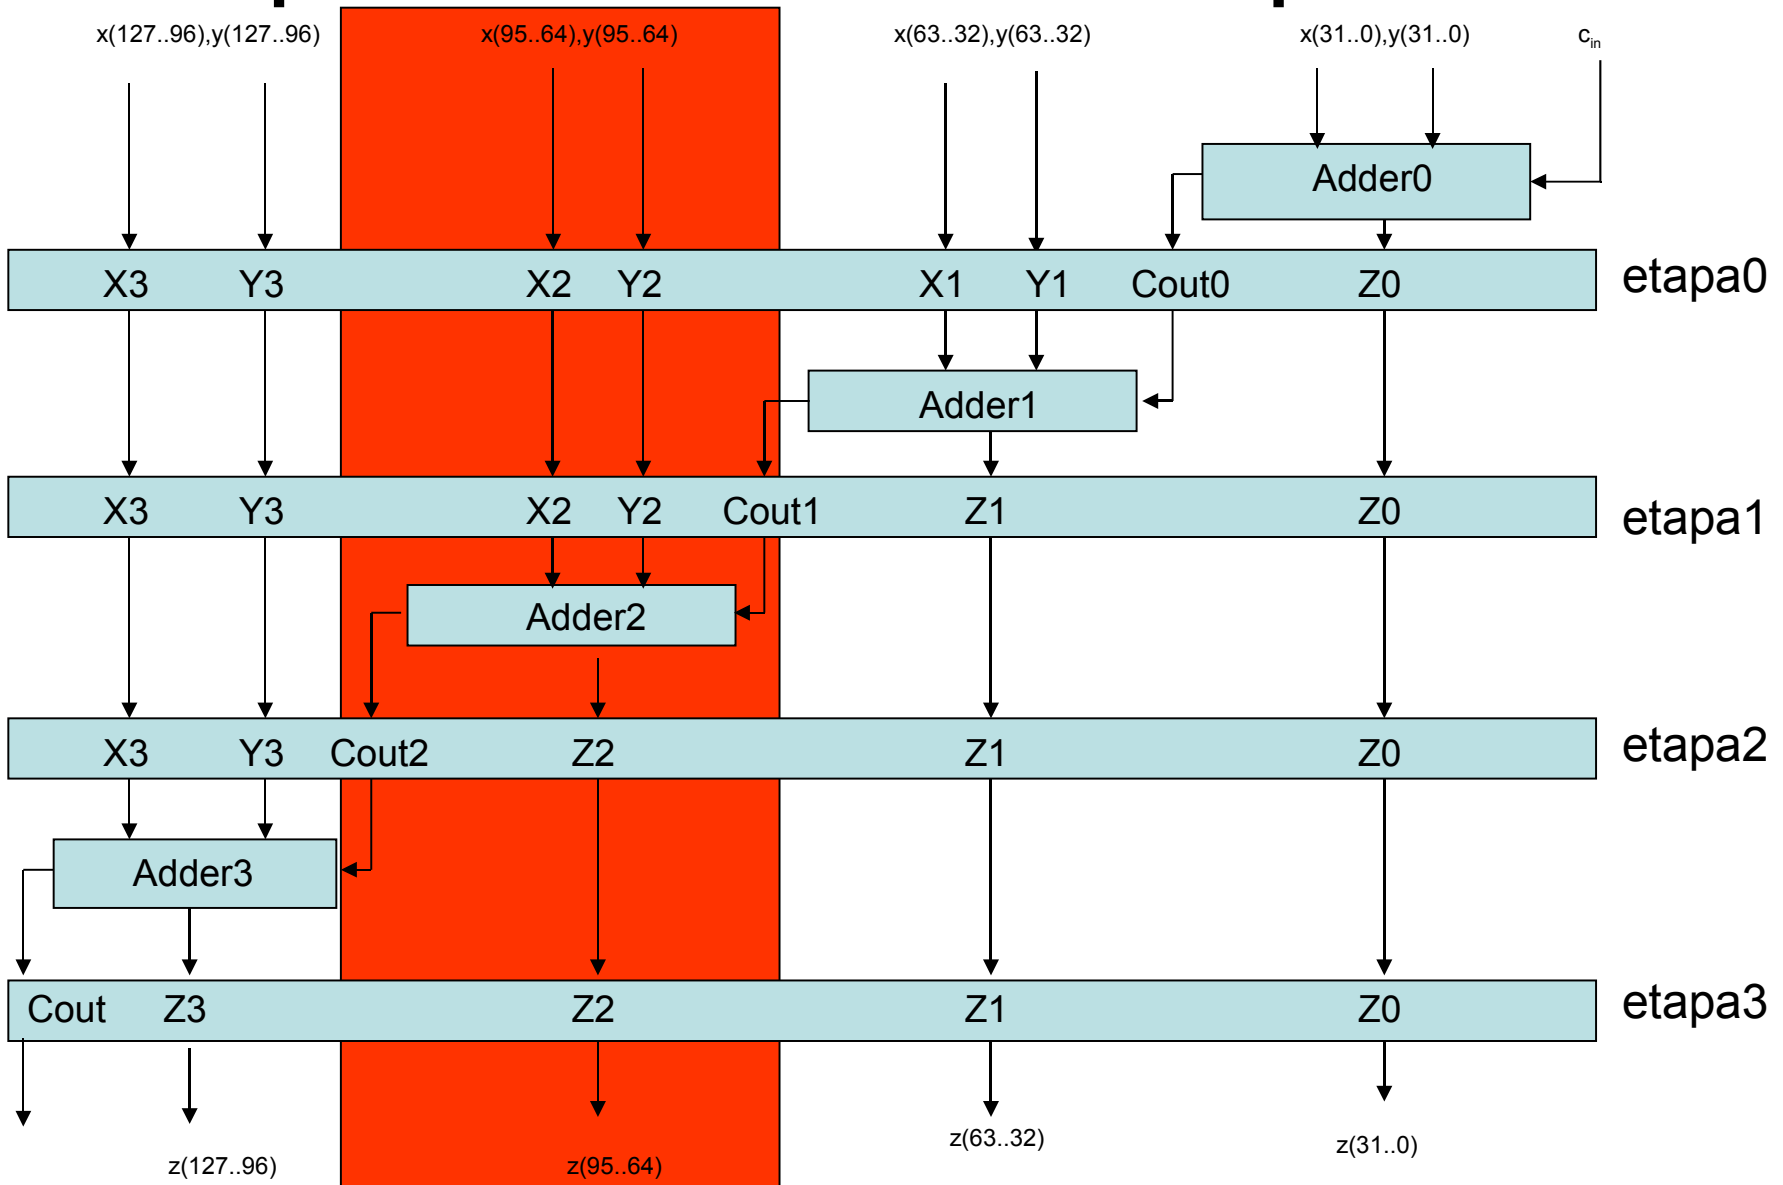 x(127..96),y(127..96) x(95..64),y(95..64) x(63..32),y(63..32) x(31..0),y(31..0) cin
Adder0
X3 Y3 X2 Y2 X1 Y1 Cout0 Z0 etapa0
Adder1
X3 Y3 X2 Y2 Cout1 Z1 Z0 etapa1
Adder2
X3 Y3 Cout2 Z2 Z1 Z0 etapa2
Adder3
Cout Z3 Z2 Z1 Z0 etapa3
z(127..96) z(95..64) z(63..32) z(31..0)